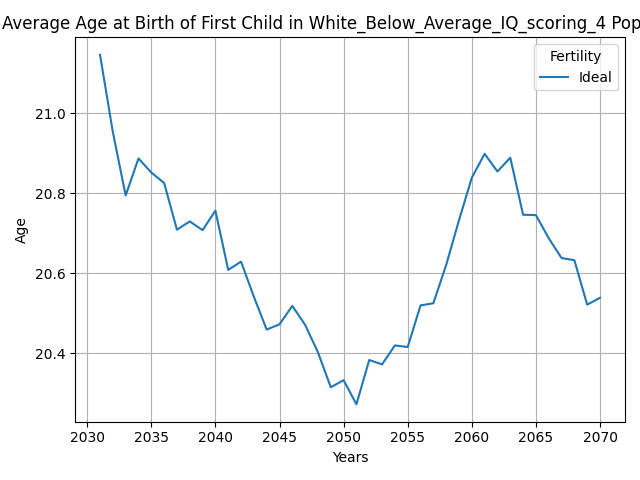 Average Age at Birth of First Child in White_Below_Average_IQ_scoring_4 Pop
Fertility
Ideal
21.0
20.8
20.6
20.4
Age
2030 2035 2040 2045 2050 2055 2060 2065 2070
Years